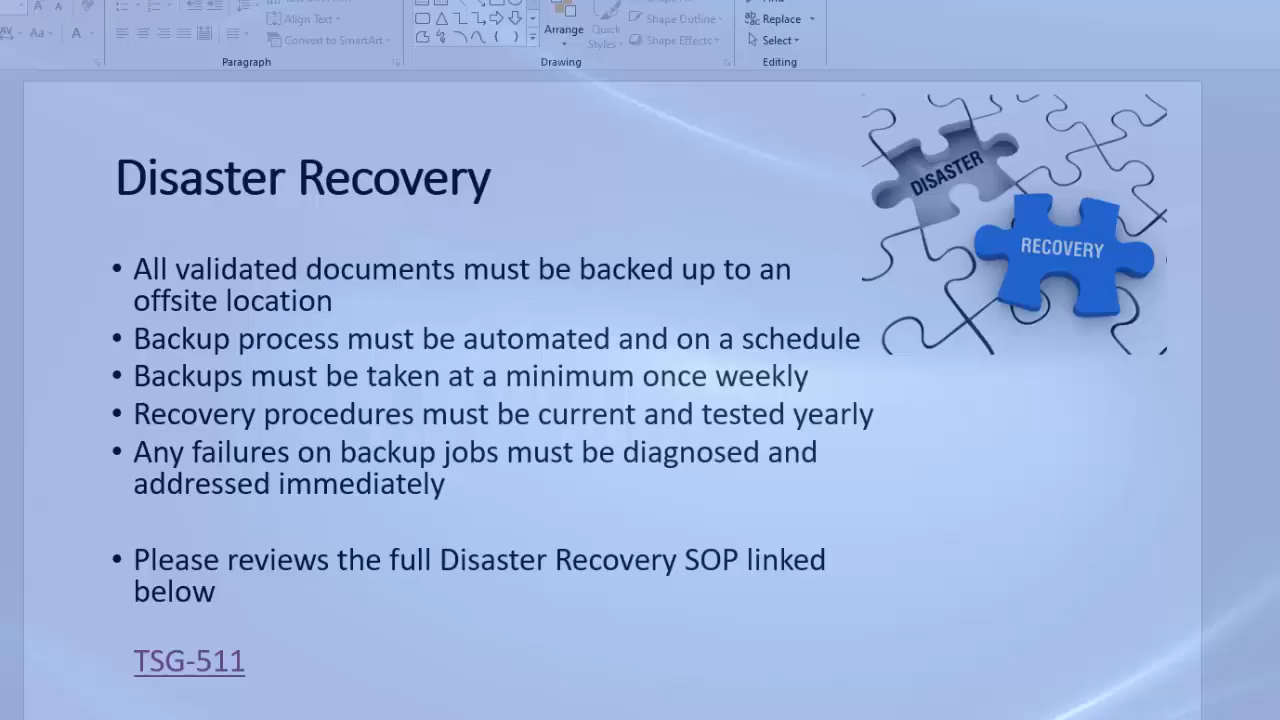 Aa
A
Align Text
Convert to SmartArt
Paragraph
Arrange
Quick
Styles
Shape Outline
Shape Effects
Drawing
Replace
Select
Editing
Disaster Recovery
DISASTER
RECOVERY
• All validated documents must be backed up to an
offsite location
• Backup process must be automated and on a schedule
• Backups must be taken at a minimum once weekly
• Recovery procedures must be current and tested yearly
• Any failures on backup jobs must be diagnosed and
addressed immediately
• Please reviews the full Disaster Recovery SOP linked
below
TSG-511